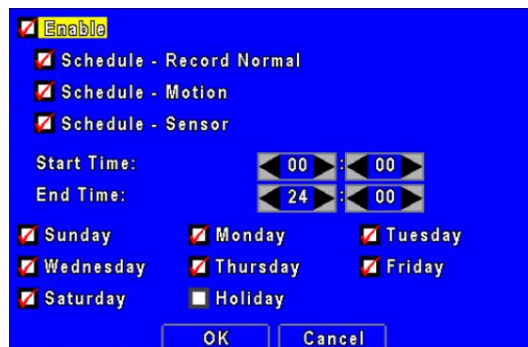 Enable
Schedule - Record Normal
Schedule - Motion
Schedule - Sensor
Start Time: 00 : 00
End Time: 24 : 00
Sunday Monday Tuesday
Wednesday Thursday Friday
Saturday Holiday
OK Cancel